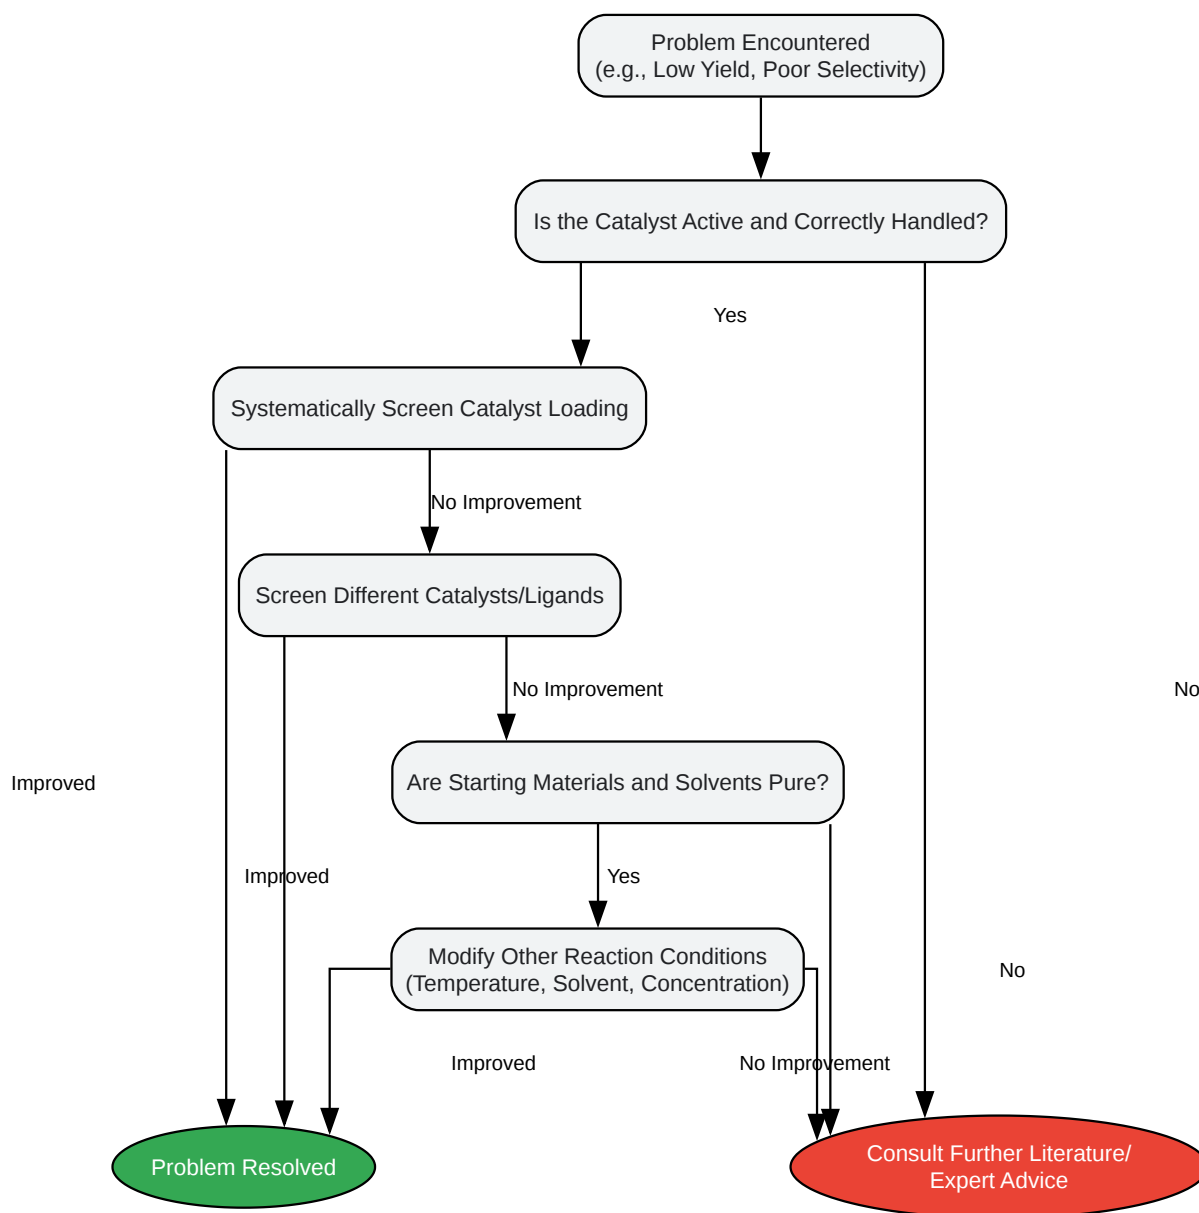 Problem Encountered
(e.g., Low Yield, Poor Selectivity)
Is the Catalyst Active and Correctly Handled?
Yes
Systematically Screen Catalyst Loading
No Improvement
Screen Different Catalysts/Ligands
No Improvement
No
Improved
Are Starting Materials and Solvents Pure?
Improved
Yes
Modify Other Reaction Conditions
(Temperature, Solvent, Concentration)
No
Improved
No Improvement
Problem Resolved
Consult Further Literature/
Expert Advice